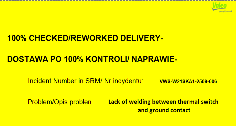 100% CHECKED/REWORKED DELIVERY-
DOSTAWA PO 100% KONTROLI/ NAPRAWIE-
Incident Number in SRM/ Nr incydentu:
Problem/Opis problem
Lack of welding between thermal switch
and ground contact